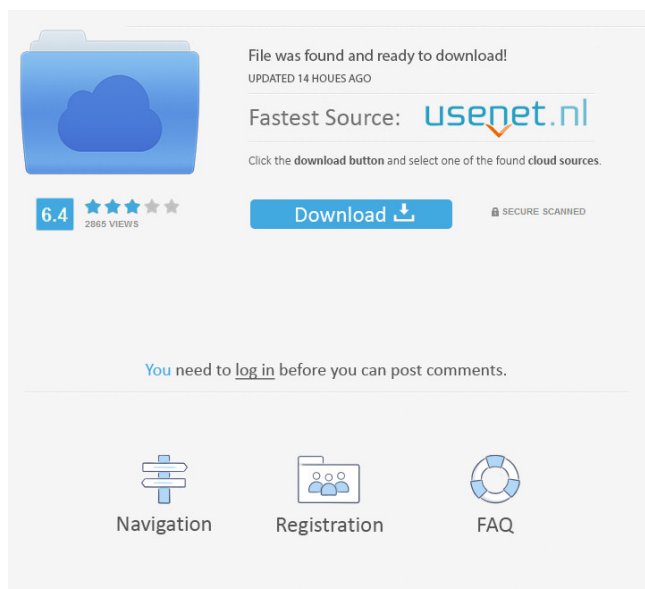 File was found and ready to download!
UPDATED 14 HOUES AGO
Fastest Source: usenet.nl
Click the download button and select one of the found cloud sources.
6.4
2865 VIEWS
Download
SECURE SCANNED
You need to log in before you can post comments.
Navigation
Registration
FAQ